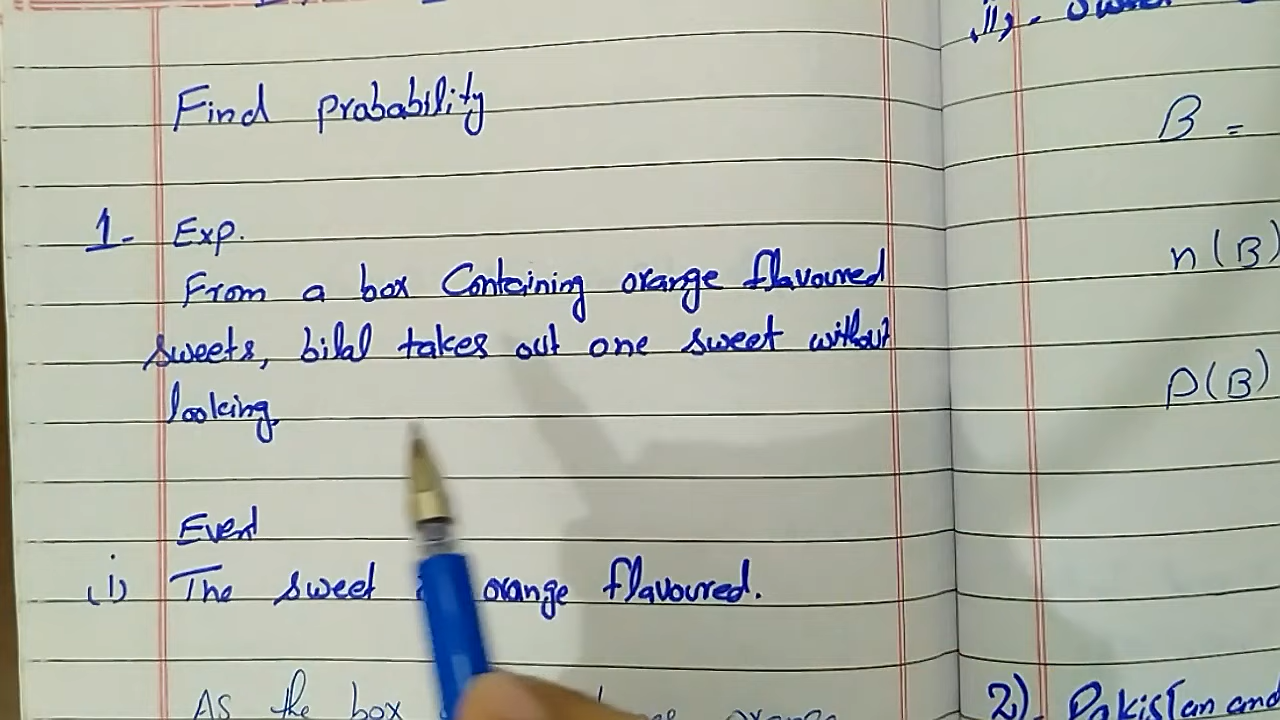 Find probability
1- Exp.
From a box Containing orange flavoured
sweets, bilal takes out one sweet without
looking,
Event
(i) The sweet orange flavoured.
As the box orange
B =
n(B)
P(B)
2). Pakistan and